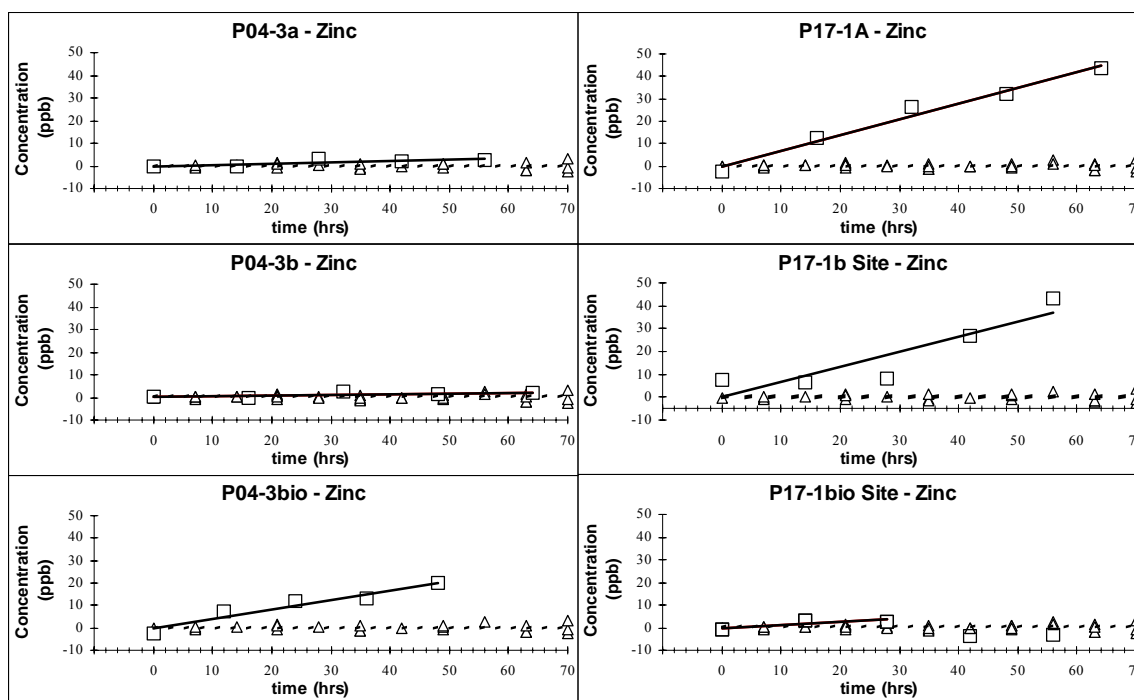 P04-3a - Zinc
Concentration
(ppb)
50
40
30
20
10
0
-10
0 10 20 30 40 50 60 70
time (hrs)
P17-1A - Zinc
Concentration
(ppb)
50
40
30
20
10
0
-10
0 10 20 30 40 50 60 7
time (hrs)
P04-3b - Zinc
Concentration
(ppb)
50
40
30
20
10
0
-10
0 10 20 30 40 50 60 70
time (hrs)
P17-1b Site - Zinc
Concentration
(ppb)
50
40
30
20
10
0
-10
0 10 20 30 40 50 60 7
time (hrs)
P04-3bio - Zinc
Concentration
(ppb)
50
40
30
20
10
0
-10
0 10 20 30 40 50 60 70
time (hrs)
P17-1bio Site - Zinc
Concentration
(ppb)
50
40
30
20
10
0
-10
0 10 20 30 40 50 60 7
time (hrs)